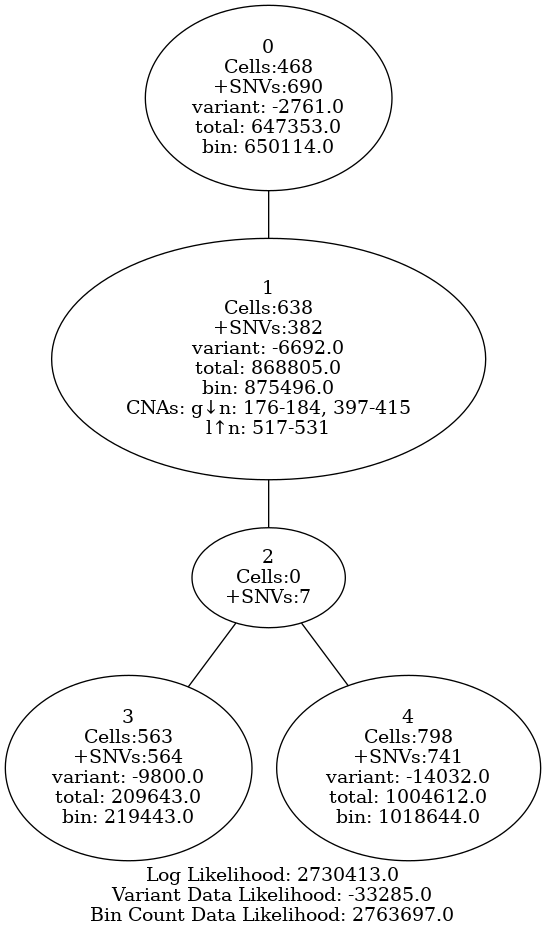 0
Cells:468
+SNVs:690
variant: -2761.0
total: 647353.0
bin: 650114.0
1
Cells:638
+SNVs:382
variant: -6692.0
total: 868805.0
bin: 875496.0
CNAs: g↓n: 176-184, 397-415
l↑n: 517-531
2
Cells:0
+SNVs:7
3
Cells:563
+SNVs:564
variant: -9800.0
total: 209643.0
bin: 219443.0
4
Cells:798
+SNVs:741
variant: -14032.0
total: 1004612.0
bin: 1018644.0
Log Likelihood: 2730413.0
Variant Data Likelihood: -33285.0
Bin Count Data Likelihood: 2763697.0